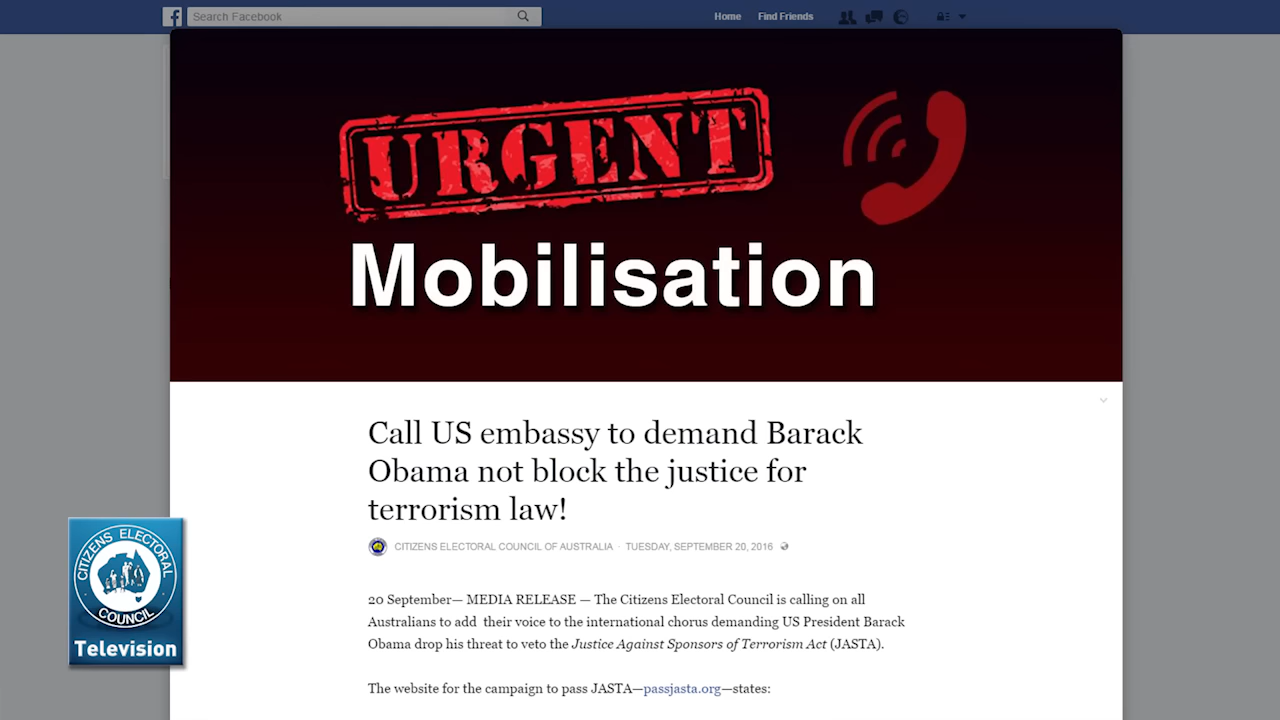 Search Facebook
Home Find Friends
URGENT
Mobilisation
Call US embassy to demand Barack
Obama not block the justice for
terrorism law!
CITIZENS ELECTORAL COUNCIL OF AUSTRALIA · TUESDAY, SEPTEMBER 20, 2016
20 September— MEDIA RELEASE — The Citizens Electoral Council is calling on all
Australians to add their voice to the international chorus demanding US President Barack
Obama drop his threat to veto the Justice Against Sponsors of Terrorism Act (JASTA).
The website for the campaign to pass JASTA—passjasta.org—states:
CITIZENS ELECTORAL
COUNCIL
Television